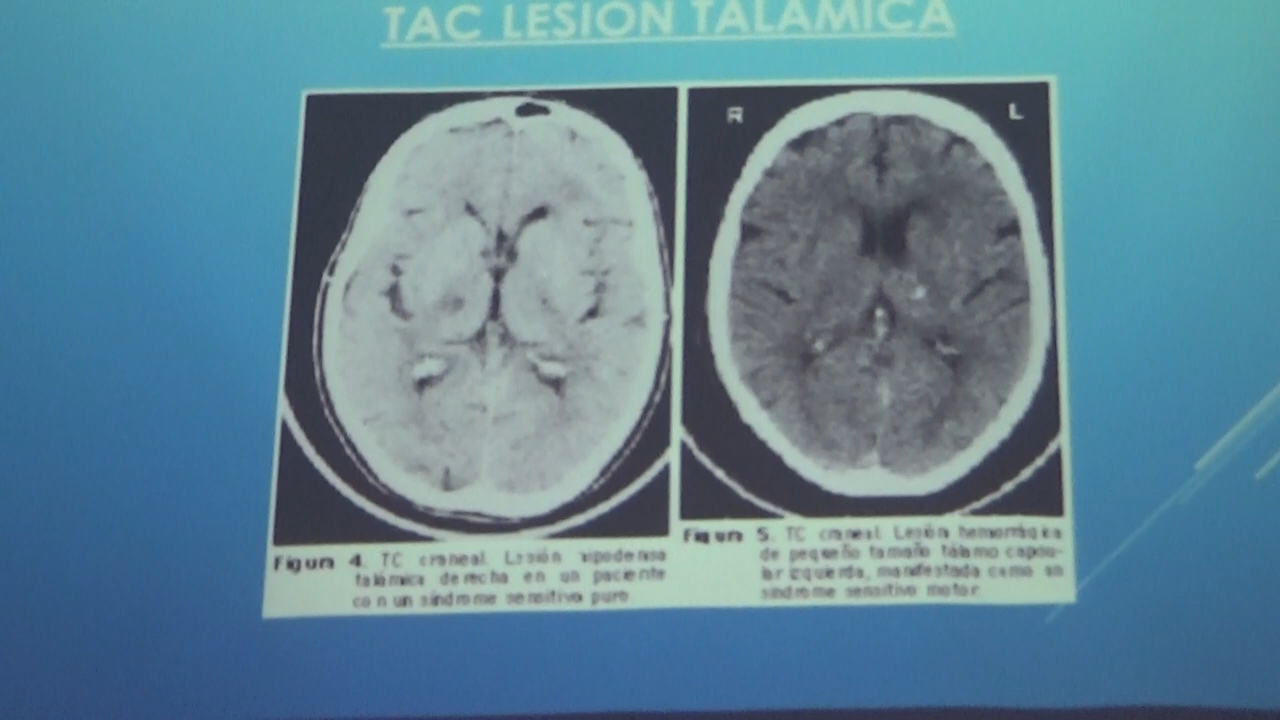 TAC LESION TALAMICA
R
L
Figura 4. TC craneal. Lesión hipodensa
talámica derecha en un paciente
con un síndrome sensitivo puro.
Figura 5. TC craneal. Lesión hemorrágica
de pequeño tamaño tálamo capsu-
lar izquierda, manifestada como un
síndrome sensitivo motor.